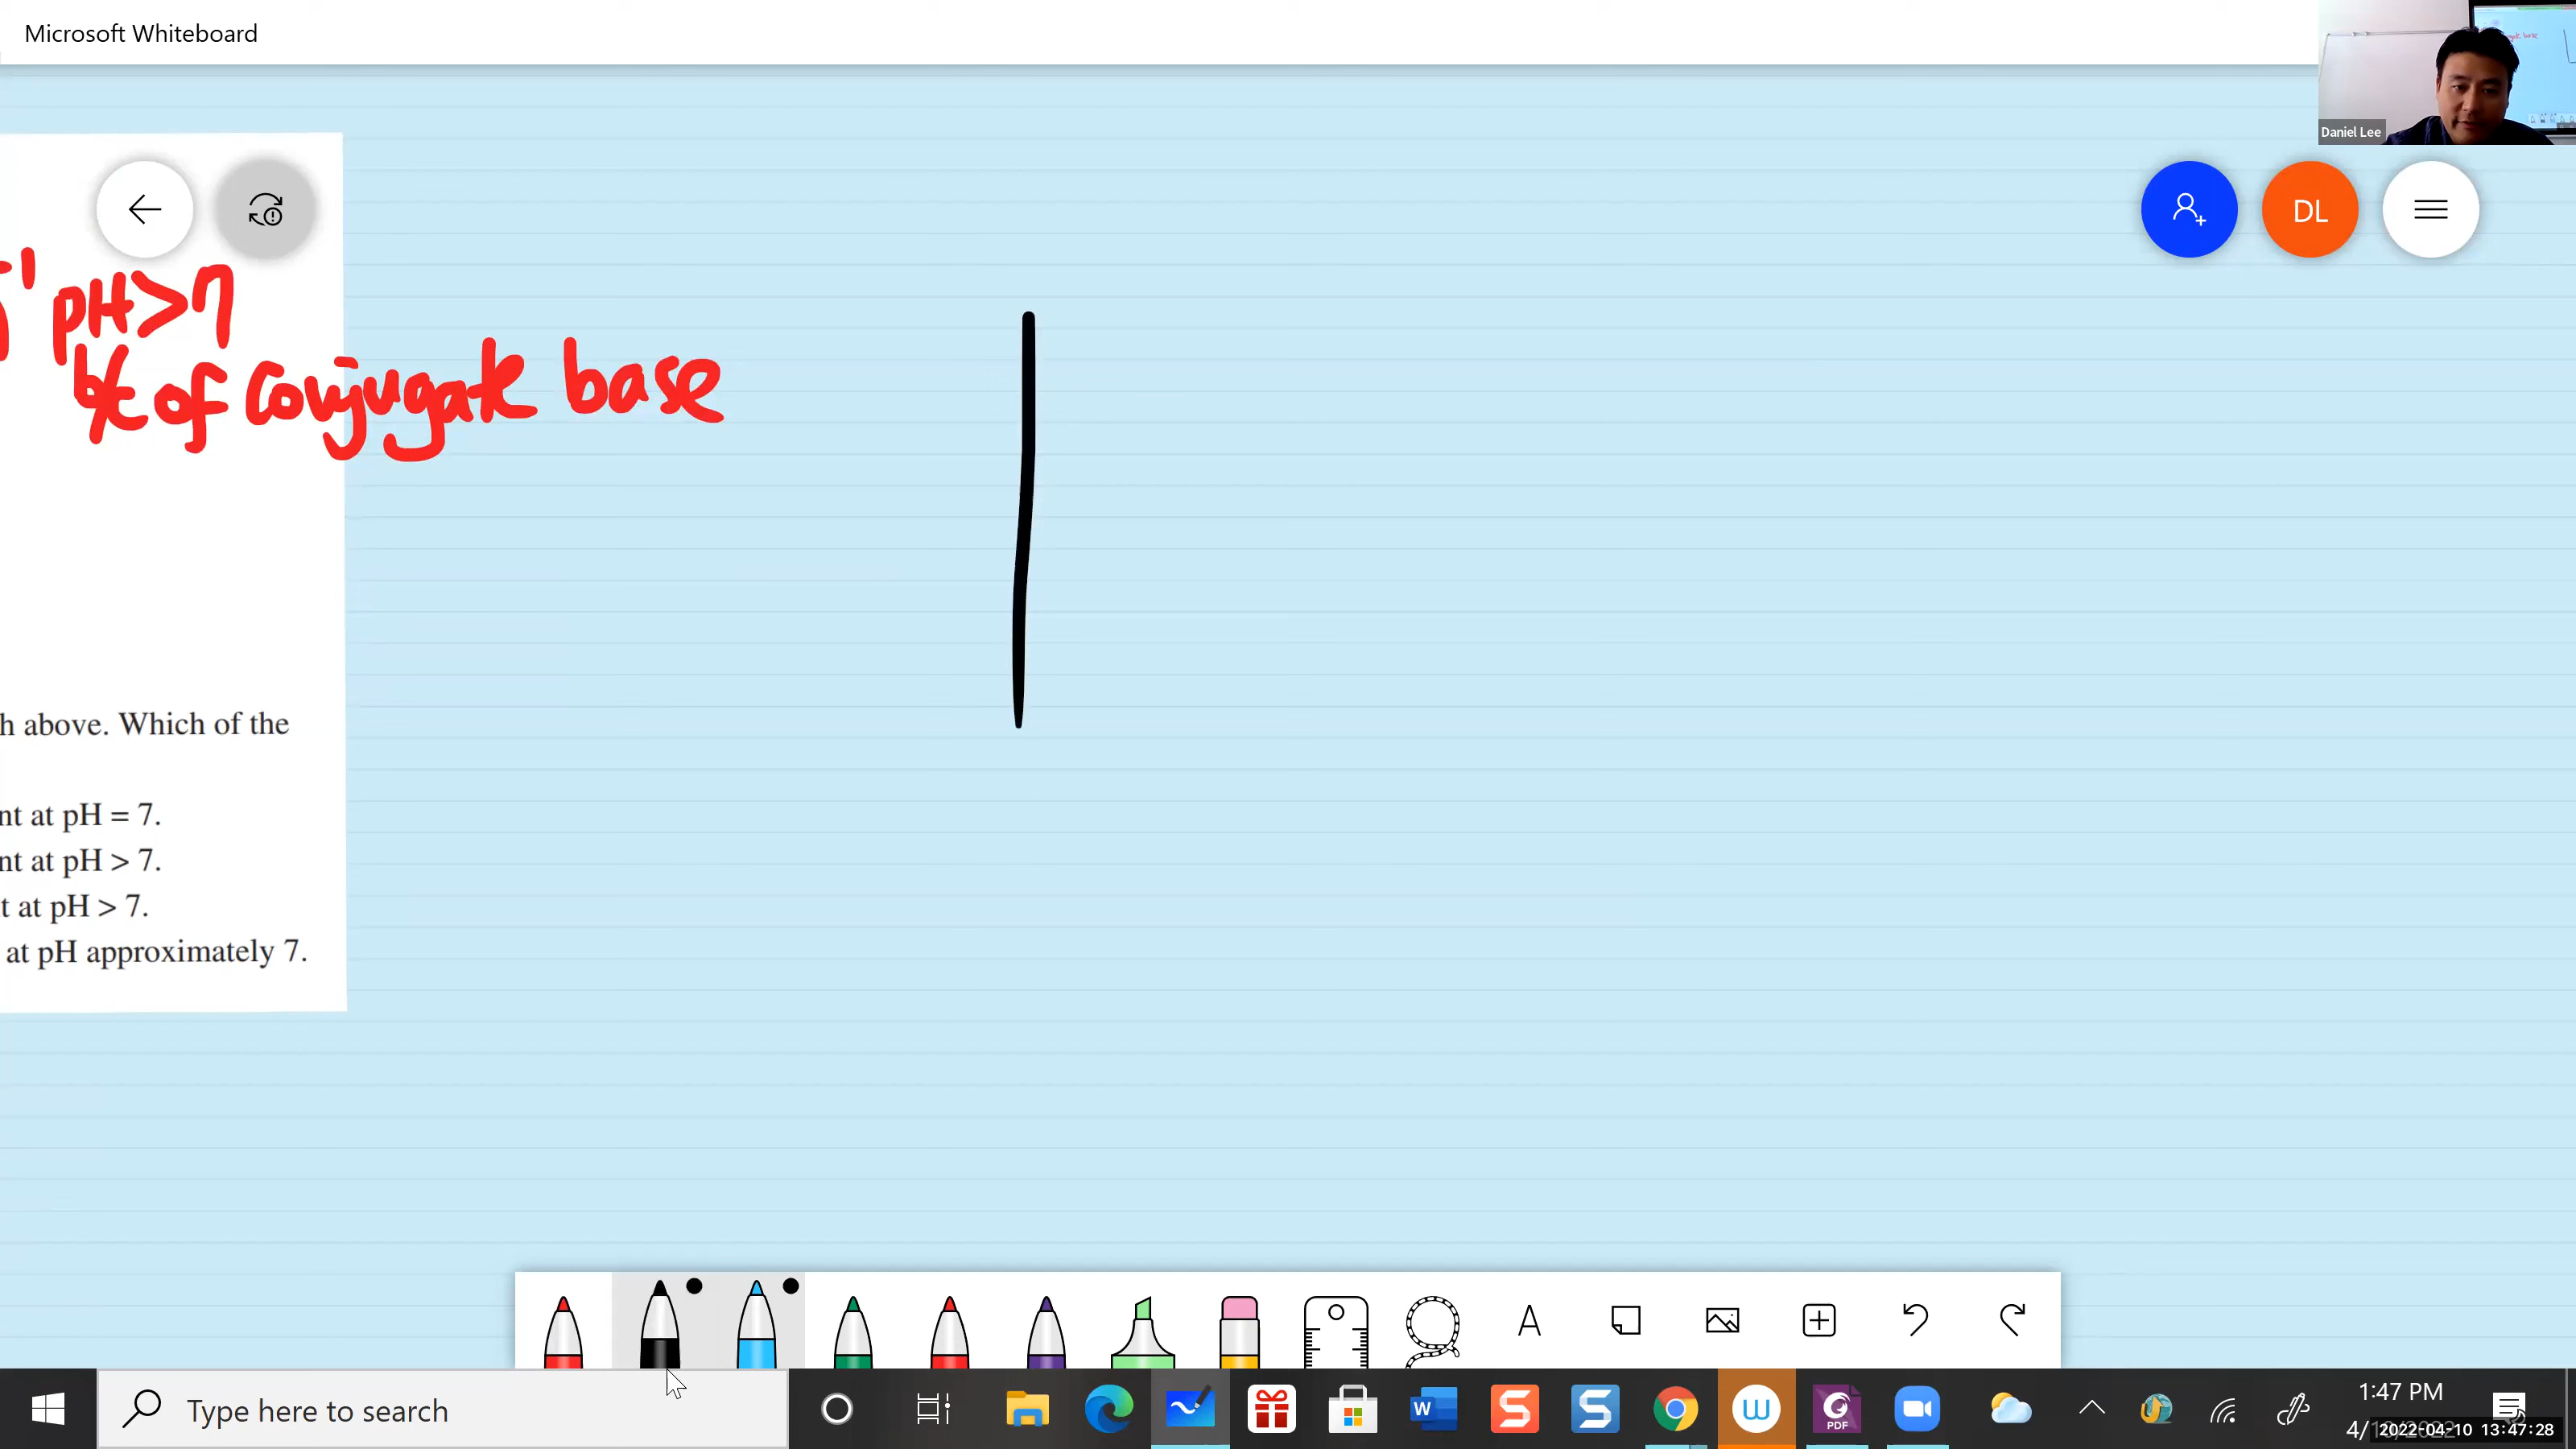 Microsoft Whiteboard
Daniel Lee
DL
pH>7
b/c of conjugate base
h above. Which of the
nt at pH = 7.
nt at pH > 7.
t at pH > 7.
at pH approximately 7.
A
Type here to search
W
S
S
W
PDF
1:47 PM
2022-04-10 13:47:28